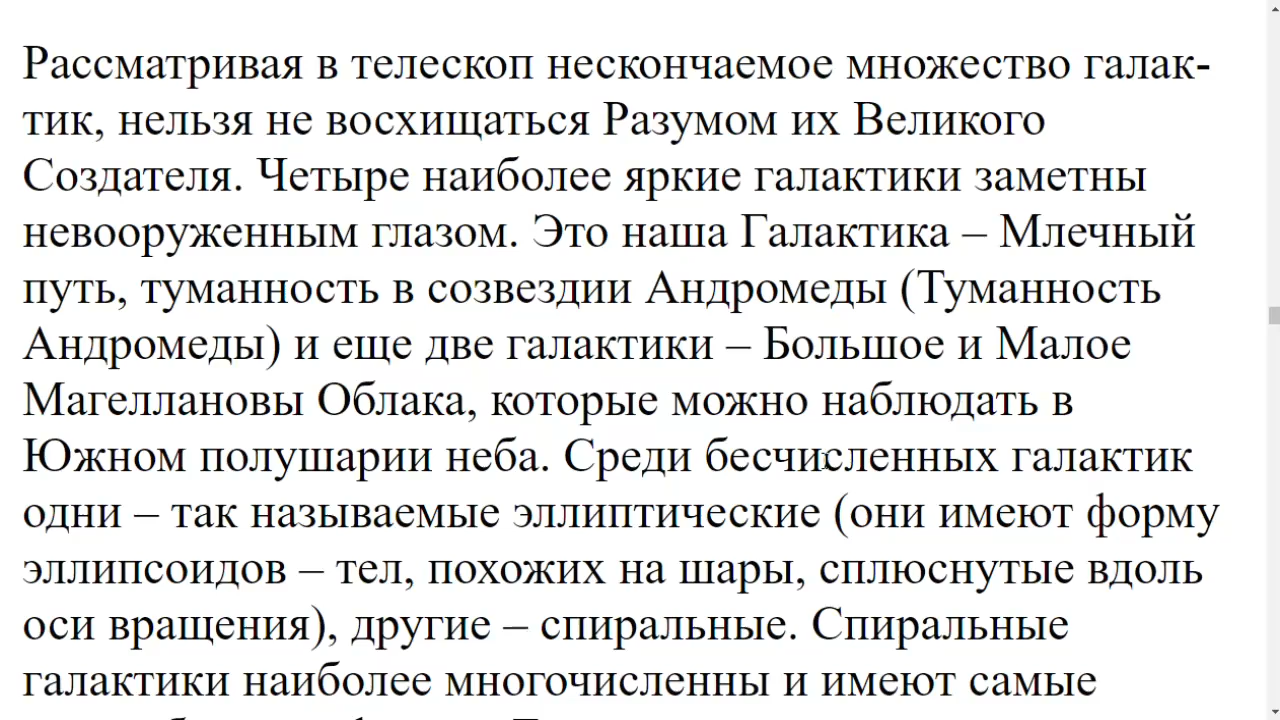 Рассматривая в телескоп нескончаемое множество галак-
тик, нельзя не восхищаться Разумом их Великого
Создателя. Четыре наиболее яркие галактики заметны
невооруженным глазом. Это наша Галактика – Млечный
путь, туманность в созвездии Андромеды (Туманность
Андромеды) и еще две галактики – Большое и Малое
Магеллановы Облака, которые можно наблюдать в
Южном полушарии неба. Среди бесчисленных галактик
одни – так называемые эллиптические (они имеют форму
эллипсоидов – тел, похожих на шары, сплюснутые вдоль
оси вращения), другие – спиральные. Спиральные
галактики наиболее многочисленны и имеют самые